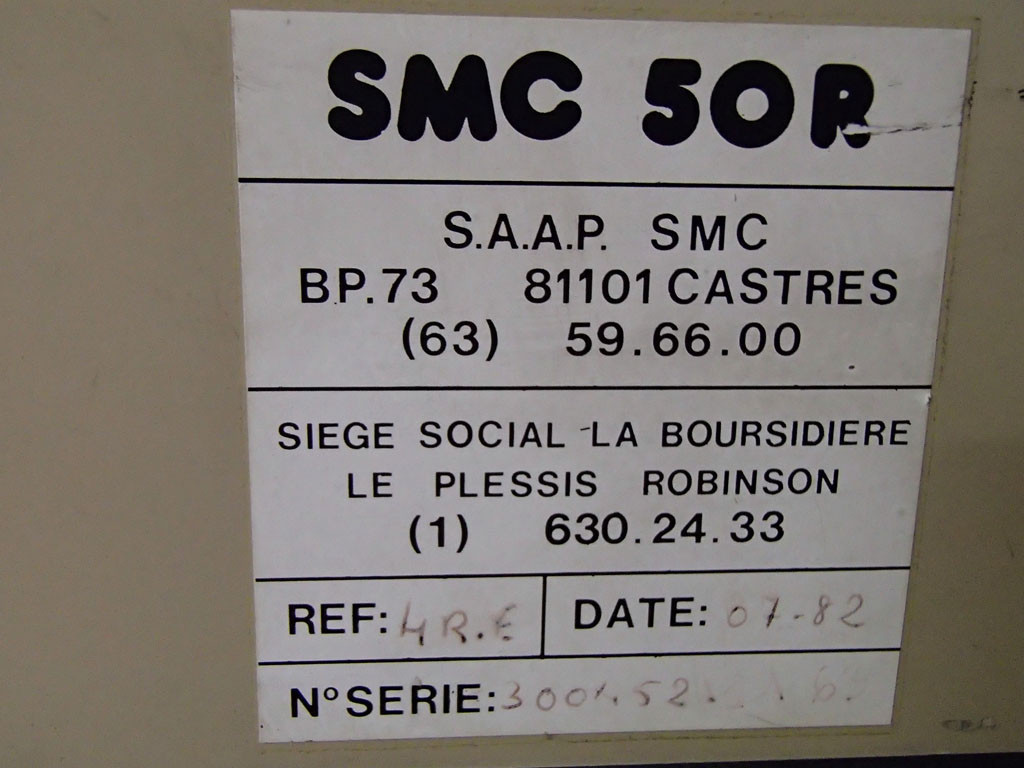 SMC 50R
S.A.A.P. SMC
B.P.73 81101 CASTRES
(63) 59.66.00
SIEGE SOCIAL - LA BOURSIDIERE
LE PLESSIS ROBINSON
(1) 630.24.33
REF: 4R.E DATE: 07-82
N° SERIE: